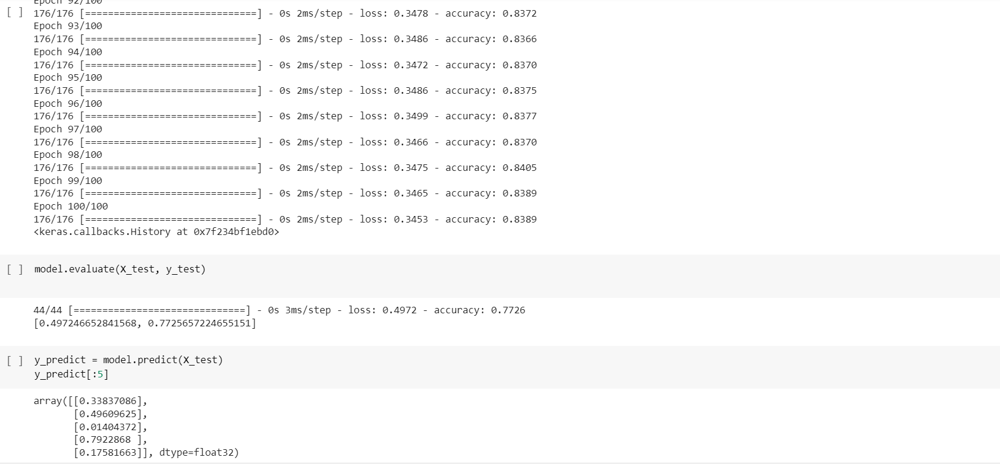 Epoch 92/100
[ ] 176/176 [==============================] - 0s 2ms/step - loss: 0.3478 - accuracy: 0.8372
Epoch 93/100
176/176 [==============================] - 0s 2ms/step - loss: 0.3486 - accuracy: 0.8366
Epoch 94/100
176/176 [==============================] - 0s 2ms/step - loss: 0.3472 - accuracy: 0.8370
Epoch 95/100
176/176 [==============================] - 0s 2ms/step - loss: 0.3486 - accuracy: 0.8375
Epoch 96/100
176/176 [==============================] - 0s 2ms/step - loss: 0.3499 - accuracy: 0.8377
Epoch 97/100
176/176 [==============================] - 0s 2ms/step - loss: 0.3466 - accuracy: 0.8370
Epoch 98/100
176/176 [==============================] - 0s 2ms/step - loss: 0.3475 - accuracy: 0.8405
Epoch 99/100
176/176 [==============================] - 0s 2ms/step - loss: 0.3465 - accuracy: 0.8389
Epoch 100/100
176/176 [==============================] - 0s 2ms/step - loss: 0.3453 - accuracy: 0.8389
<keras.callbacks.History at 0x7f234bf1ebd0>
[ ] model.evaluate(X_test, y_test)
44/44 [==============================] - 0s 3ms/step - loss: 0.4972 - accuracy: 0.7726
[0.497246652841568, 0.7725657224655151]
[ ] y_predict = model.predict(X_test)
y_predict[:5]
array([[0.33837086],
[0.49609625],
[0.01404372],
[0.7922868 ],
[0.17581663]], dtype=float32)